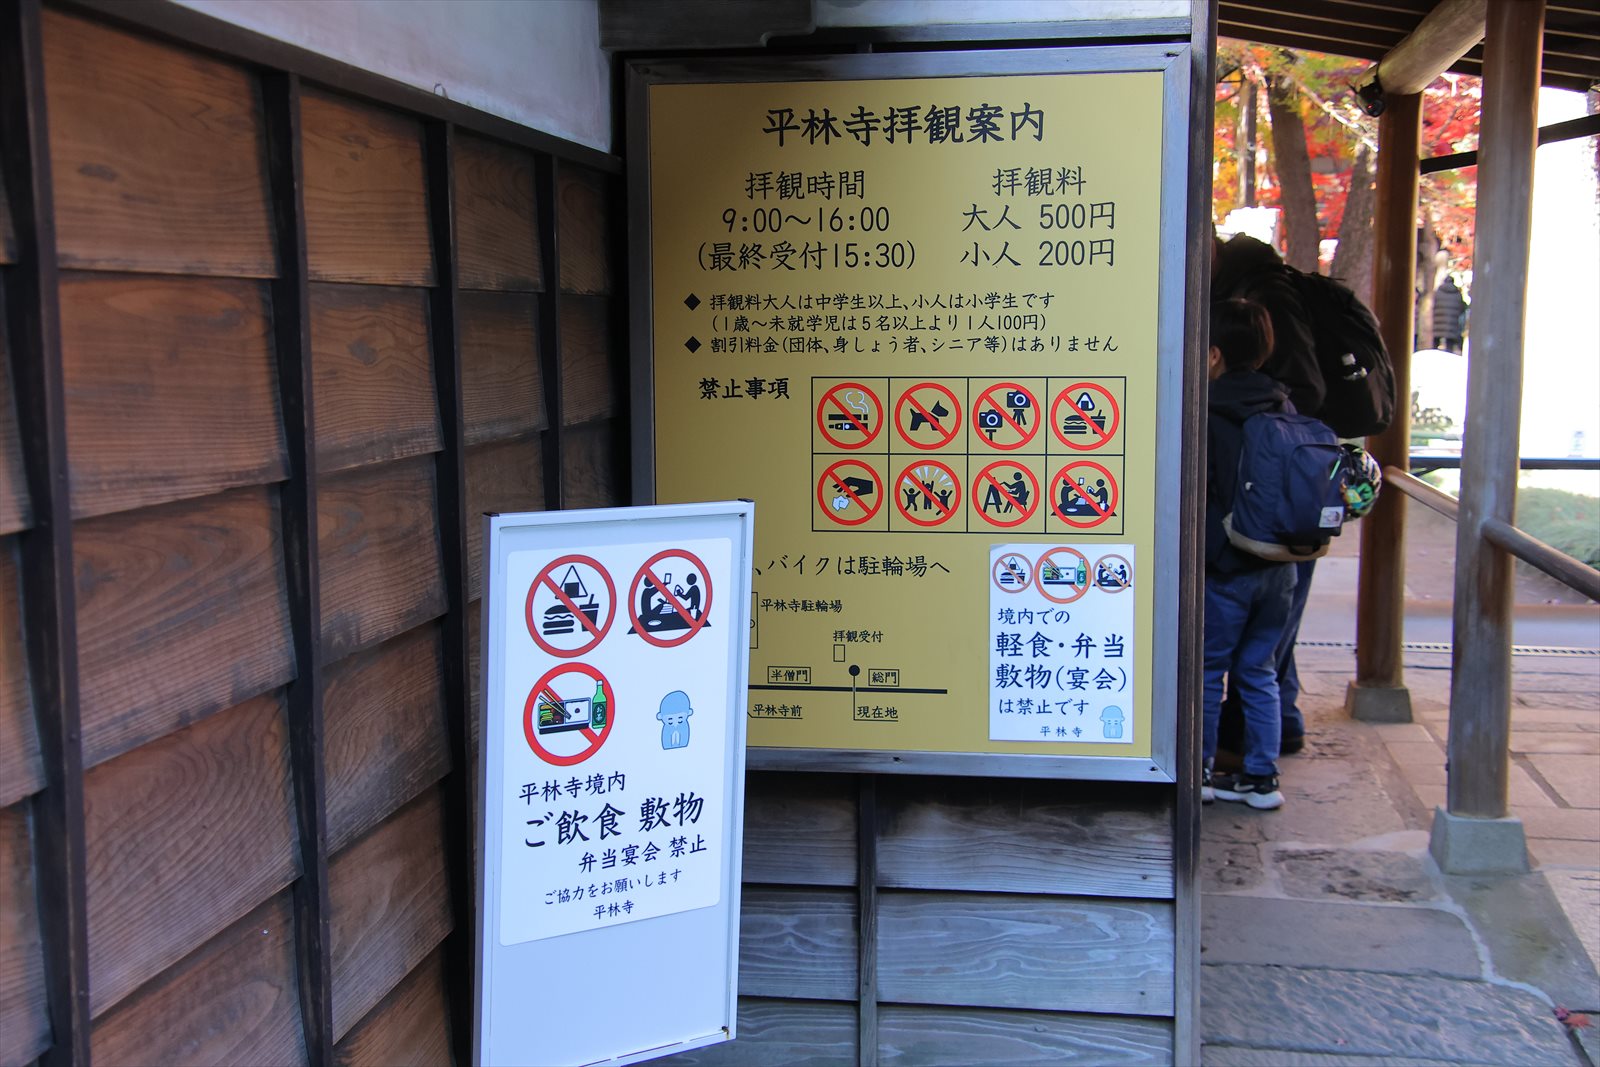 平林寺拝観案内
拝観時間
9:00～16:00
(最終受付15:30)
拝観料
大人 500円
小人 200円
◆ 拝観料大人は中学生以上、小人は小学生です
(1歳～未就学児は5名以上より1人100円)
◆ 割引料金(団体、身しょう者、シニア等)はありません
禁止事項
、バイクは駐輪場へ
平林寺駐輪場
拝観受付
半僧門
総門
平林寺前
現在地
境内での
軽食・弁当
敷物(宴会)
は禁止です
平林寺
平林寺境内
ご飲食 敷物
弁当宴会 禁止
ご協力をお願いします
平林寺